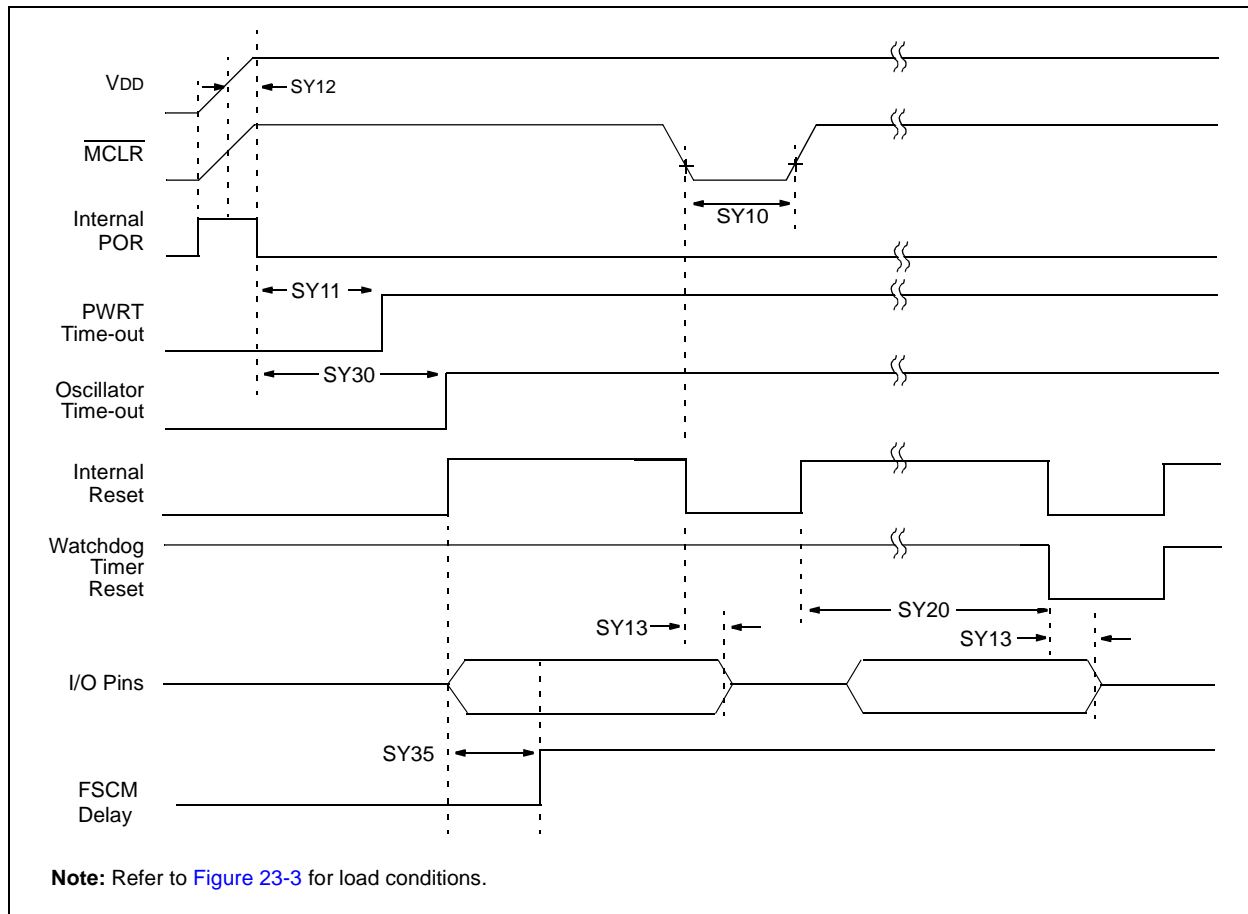 VDD
SY12
MCLR
SY10
Internal
POR
SY11
PWRT
Time-out
SY30
Oscillator
Time-out
Internal
Reset
Watchdog
Timer
Reset
SY20
SY13
SY13
I/O Pins
SY35
FSCM
Delay
Note: Refer to Figure 23-3 for load conditions.